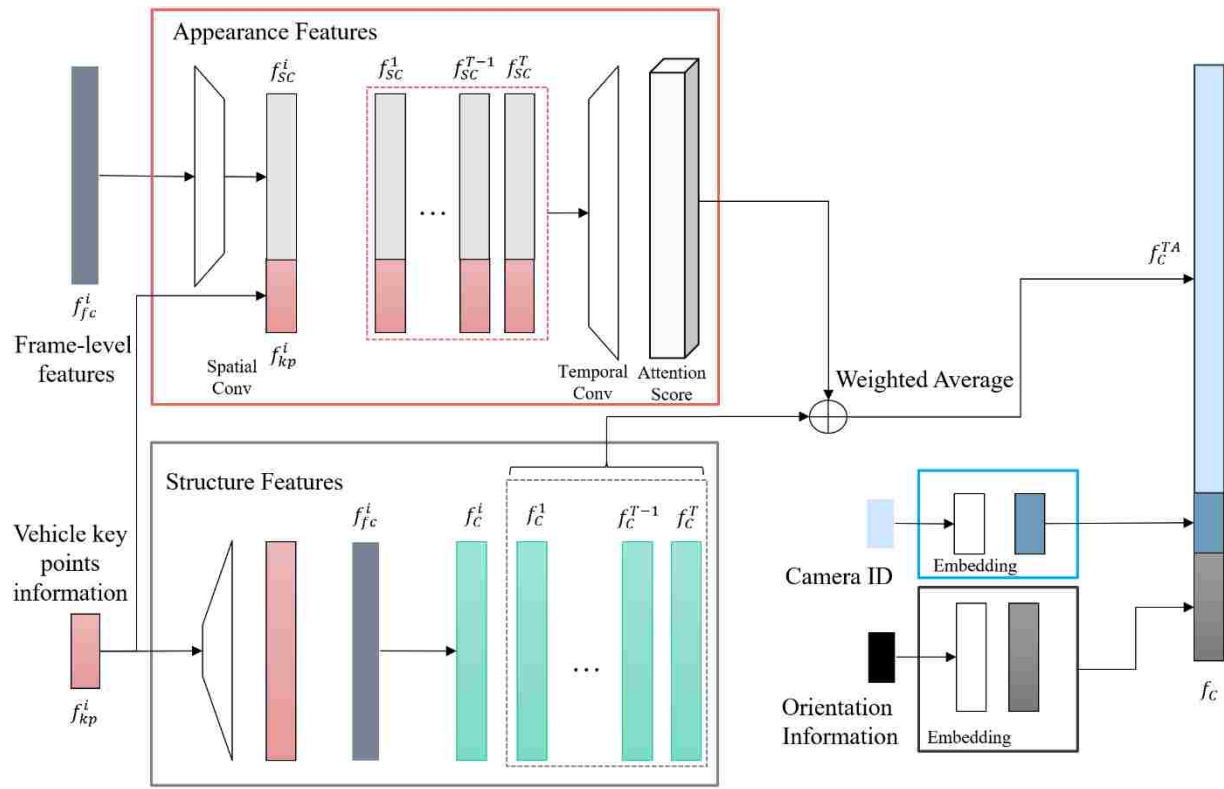 Appearance Features
f_{SC}^{i}
f_{SC}^{1}
f_{SC}^{T-1}
f_{SC}^{T}
...
f_{fc}^{i}
Frame-level
features
f_{kp}^{i}
Spatial
Conv
Temporal
Conv
Attention
Score
Weighted Average
f_{C}^{TA}
Structure Features
Vehicle key
points
information
f_{kp}^{i}
f_{fc}^{i}
f_{C}^{i}
f_{C}^{1}
f_{C}^{T-1}
f_{C}^{T}
...
Camera ID
Embedding
Orientation
Information
Embedding
f_{C}